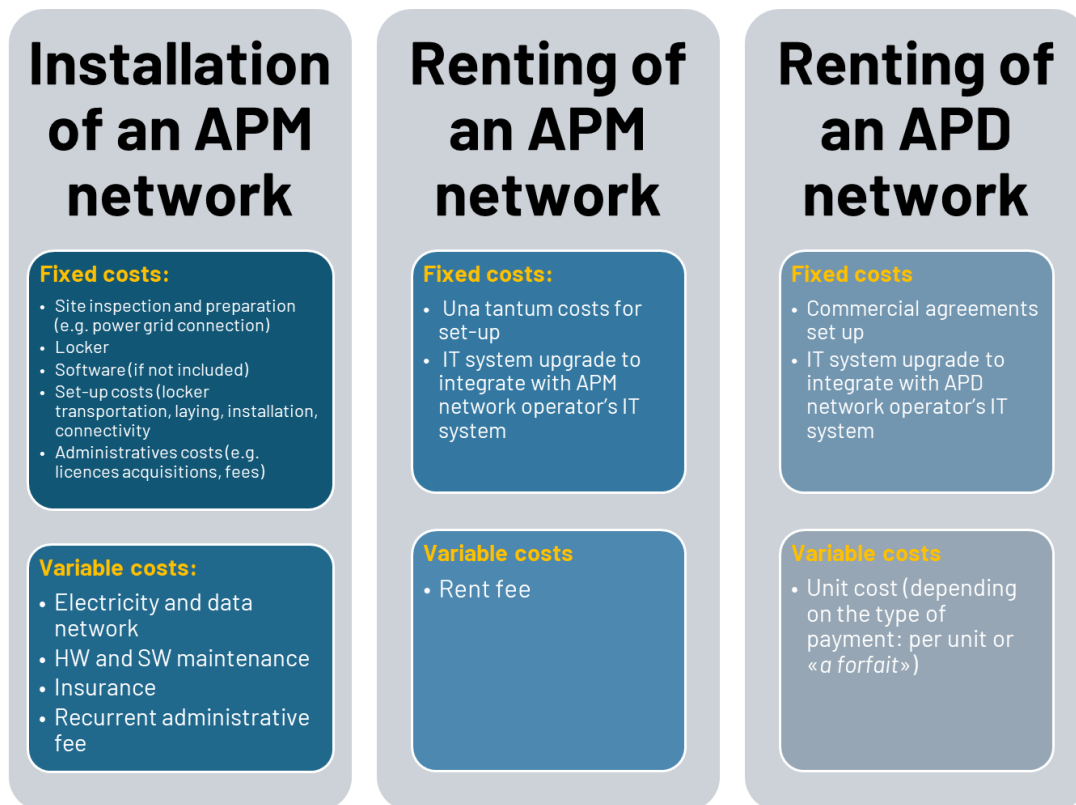 Installation
of an APM
network
Fixed costs:
• Site inspection and preparation
(e.g. power grid connection)
• Locker
• Software (if not included)
• Set-up costs (locker
transportation, laying, installation,
connectivity
• Administratives costs (e.g.
licences acquisitions, fees)
Variable costs:
• Electricity and data
network
• HW and SW maintenance
• Insurance
• Recurrent administrative
fee
Renting of
an APM
network
Fixed costs:
• Una tantum costs for
set-up
• IT system upgrade to
integrate with APM
network operator's IT
system
Variable costs
• Rent fee
Renting of
an APD
network
Fixed costs
• Commercial agreements
set up
• IT system upgrade to
integrate with APD
network operator's IT
system
Variable costs
• Unit cost (depending
on the type of
payment: per unit or
«a forfait»)